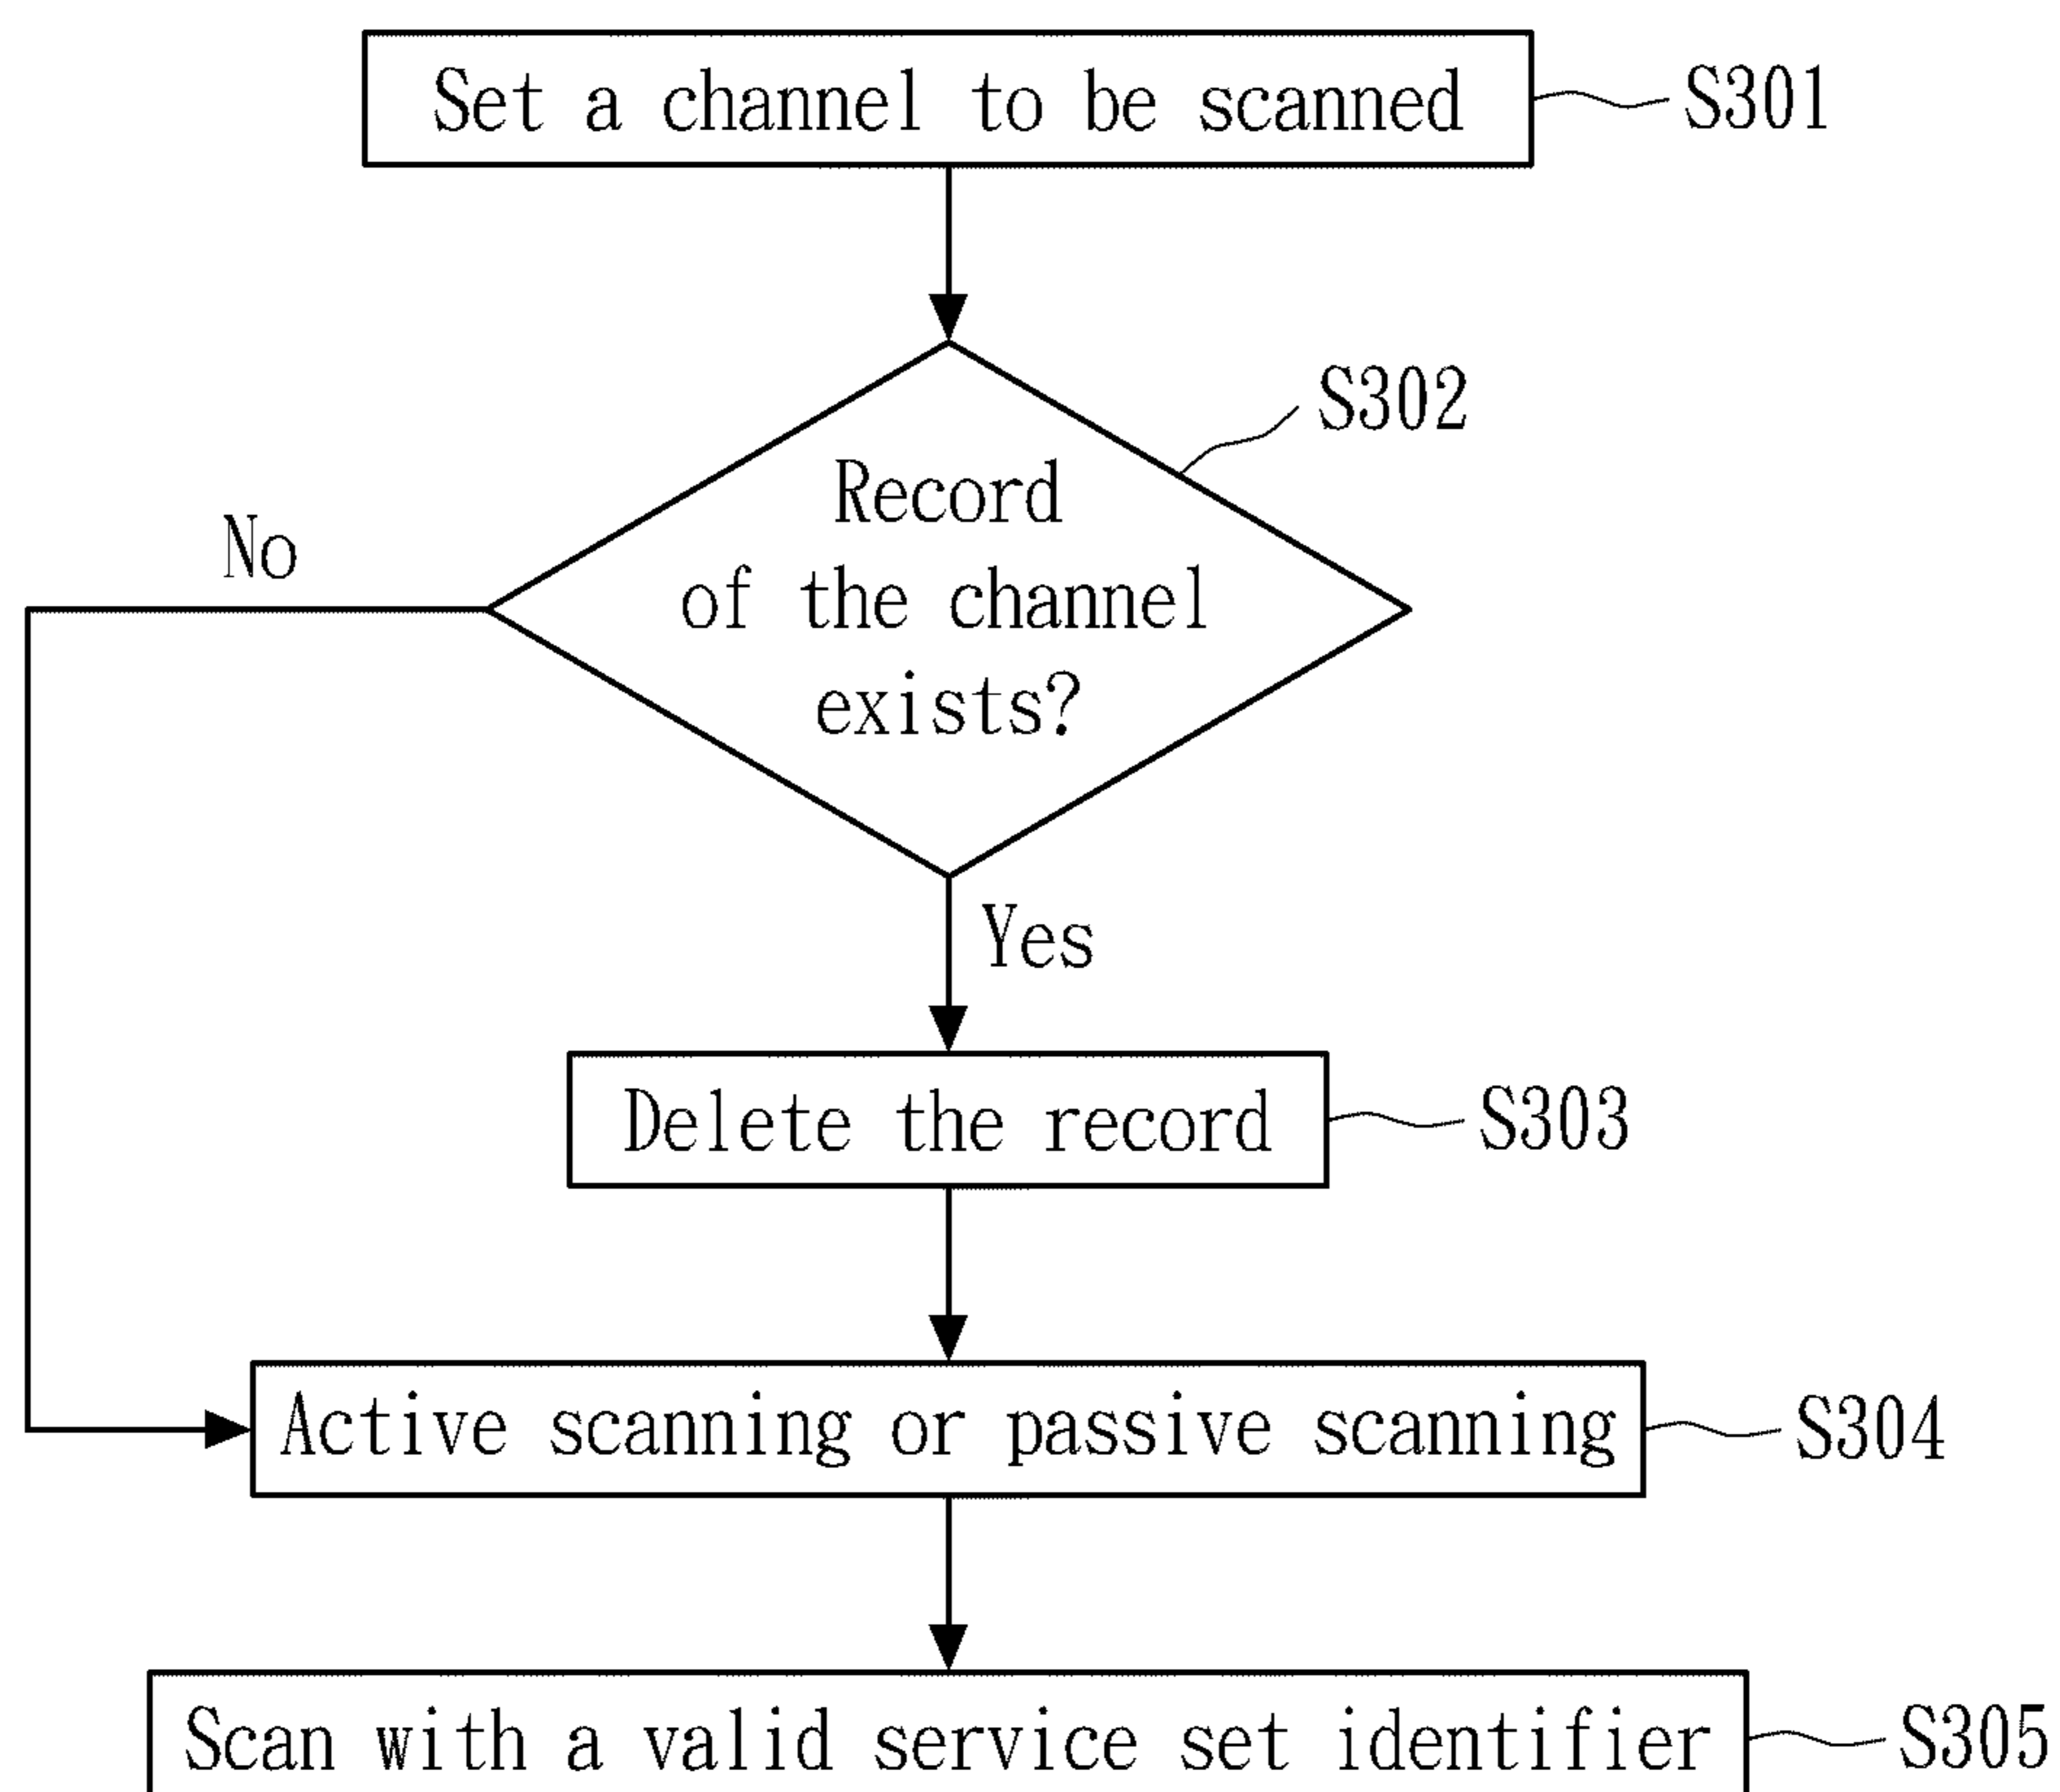 Set a channel to be scanned
S301
S302
Record
of the channel
exists?
No
Yes
Delete the record
S303
Active scanning or passive scanning
S304
Scan with a valid service set identifier
S305